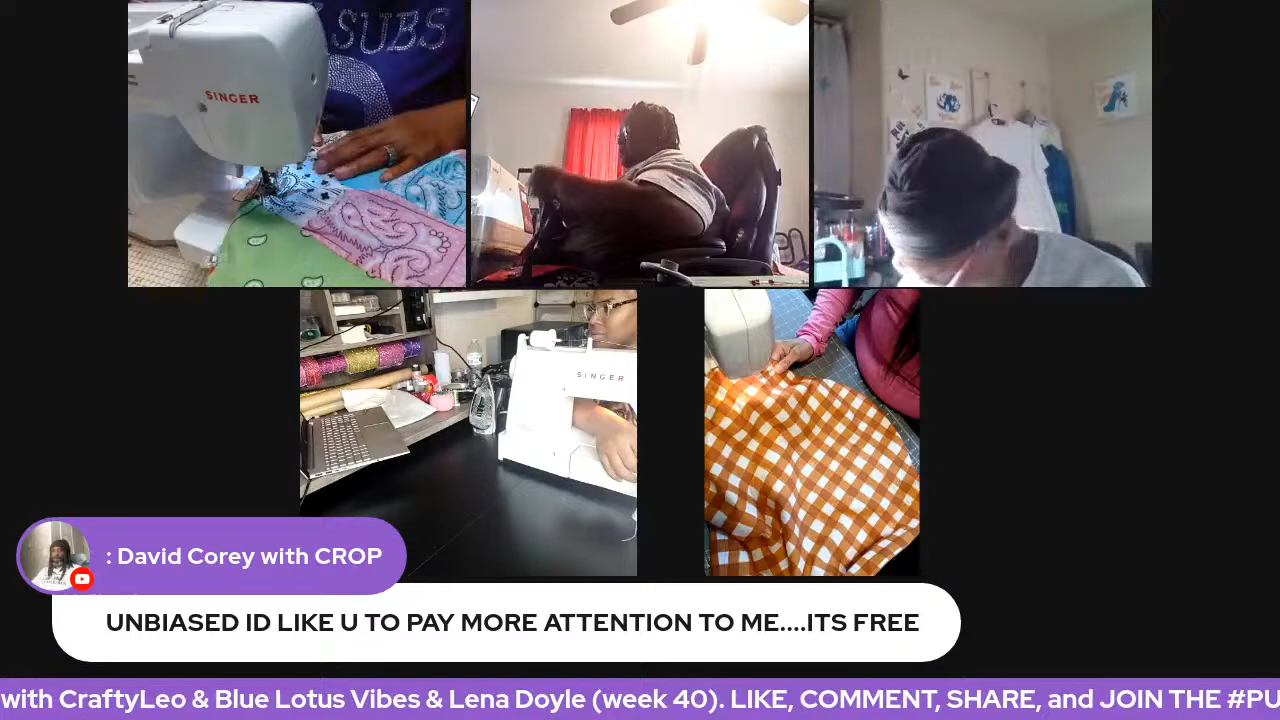 SUBS
SINGER
SINGER
: David Corey with CROP
UNBIASED ID LIKE U TO PAY MORE ATTENTION TO ME....ITS FREE
with CraftyLeo & Blue Lotus Vibes & Lena Doyle (week 40). LIKE, COMMENT, SHARE, and JOIN THE #PU